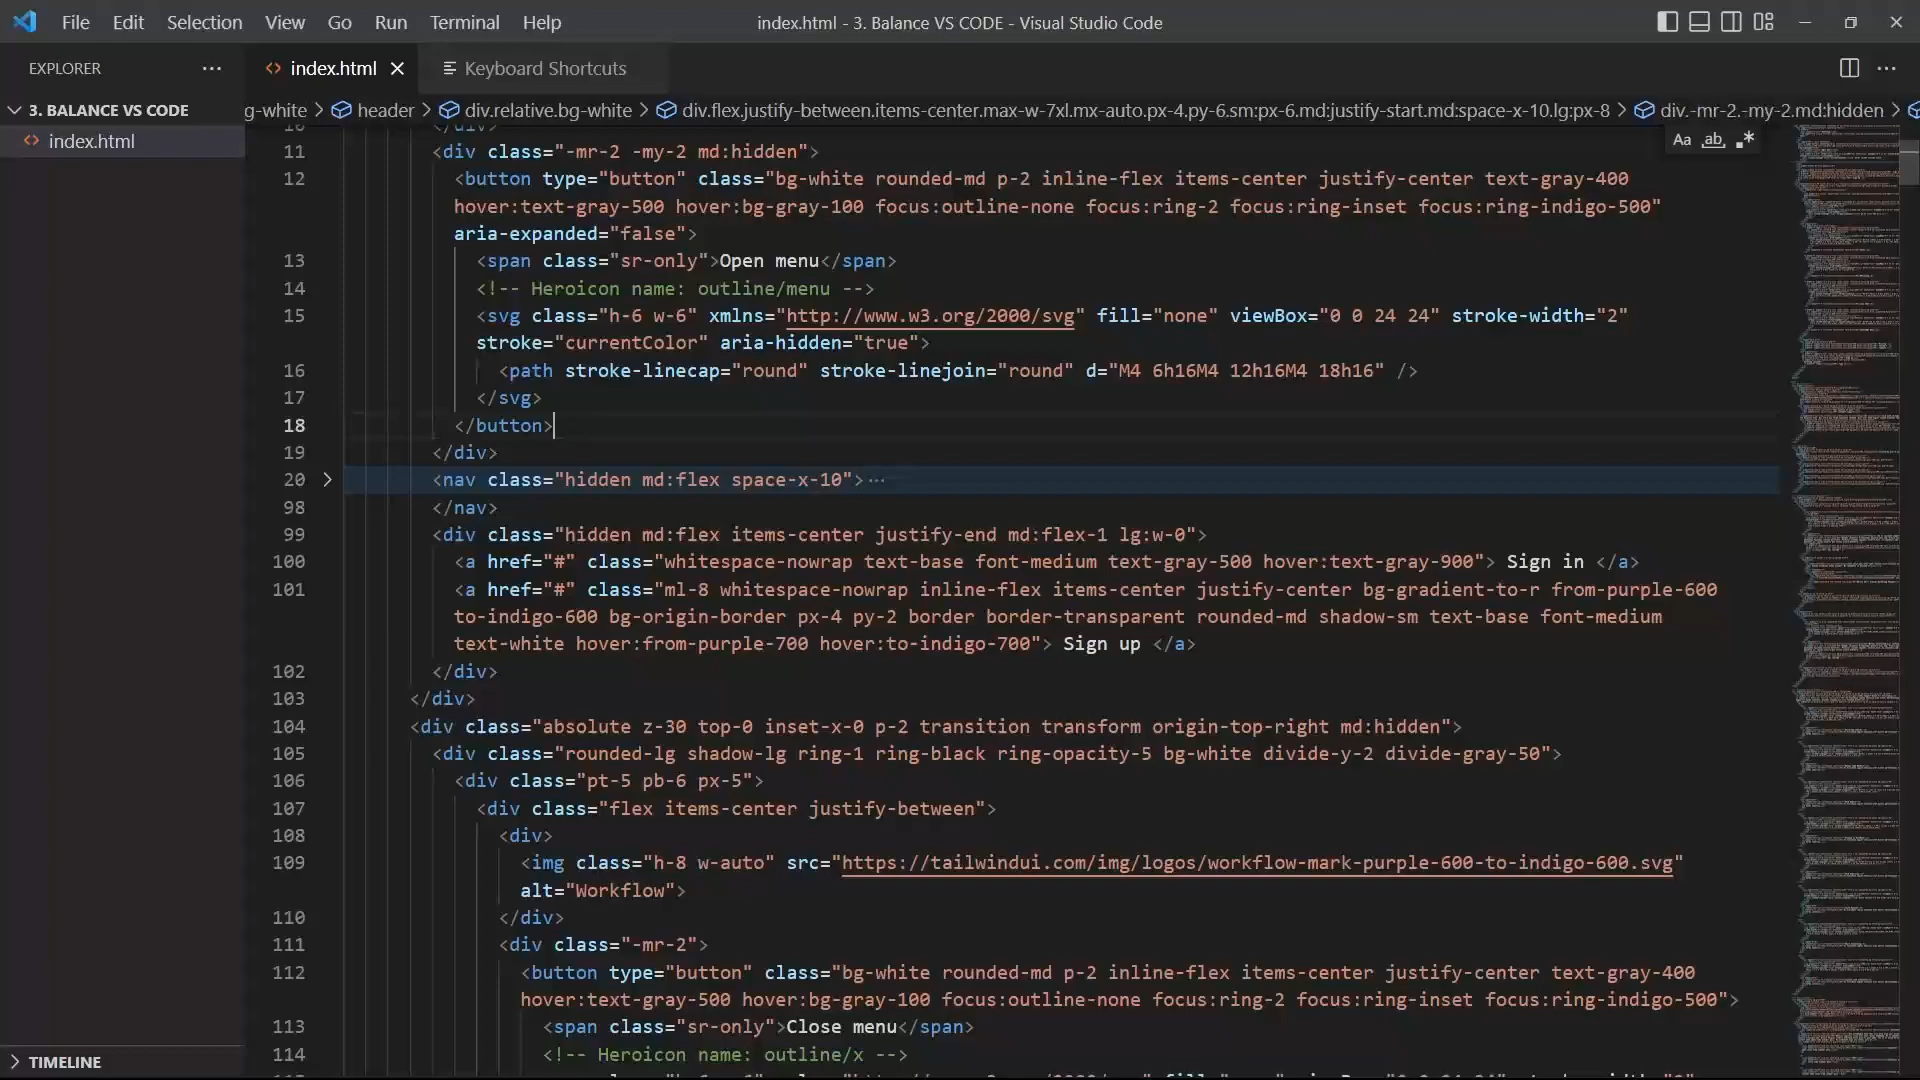 File Edit Selection View Go Run Terminal Help
index.html - 3. Balance VS CODE - Visual Studio Code
EXPLORER
index.html
Keyboard Shortcuts
3. BALANCE VS CODE
g-white > header > div.relative.bg-white > div.flex.justify-between.items-center.max-w-7xl.mx-auto.px-4.py-6.sm:px-6.md:justify-start.md:space-x-10.lg:px-8 > div.-mr-2.-my-2.md:hidden >
index.html
Aa ab .*
10 </div>
11 <div class="-mr-2 -my-2 md:hidden">
12 <button type="button" class="bg-white rounded-md p-2 inline-flex items-center justify-center text-gray-400
hover:text-gray-500 hover:bg-gray-100 focus:outline-none focus:ring-2 focus:ring-inset focus:ring-indigo-500"
aria-expanded="false">
13 <span class="sr-only">Open menu</span>
14 <!-- Heroicon name: outline/menu -->
15 <svg class="h-6 w-6" xmlns="http://www.w3.org/2000/svg" fill="none" viewBox="0 0 24 24" stroke-width="2"
stroke="currentColor" aria-hidden="true">
16 <path stroke-linecap="round" stroke-linejoin="round" d="M4 6h16M4 12h16M4 18h16" />
17 </svg>
18 </button>
19 </div>
20 <nav class="hidden md:flex space-x-10">···
98 </nav>
99 <div class="hidden md:flex items-center justify-end md:flex-1 lg:w-0">
100 <a href="#" class="whitespace-nowrap text-base font-medium text-gray-500 hover:text-gray-900"> Sign in </a>
101 <a href="#" class="ml-8 whitespace-nowrap inline-flex items-center justify-center bg-gradient-to-r from-purple-600
to-indigo-600 bg-origin-border px-4 py-2 border border-transparent rounded-md shadow-sm text-base font-medium
text-white hover:from-purple-700 hover:to-indigo-700"> Sign up </a>
102 </div>
103 </div>
104 <div class="absolute z-30 top-0 inset-x-0 p-2 transition transform origin-top-right md:hidden">
105 <div class="rounded-lg shadow-lg ring-1 ring-black ring-opacity-5 bg-white divide-y-2 divide-gray-50">
106 <div class="pt-5 pb-6 px-5">
107 <div class="flex items-center justify-between">
108 <div>
109 <img class="h-8 w-auto" src="https://tailwindui.com/img/logos/workflow-mark-purple-600-to-indigo-600.svg"
alt="Workflow">
110 </div>
111 <div class="-mr-2">
112 <button type="button" class="bg-white rounded-md p-2 inline-flex items-center justify-center text-gray-400
hover:text-gray-500 hover:bg-gray-100 focus:outline-none focus:ring-2 focus:ring-inset focus:ring-indigo-500">
113 <span class="sr-only">Close menu</span>
114 <!-- Heroicon name: outline/x -->
TIMELINE